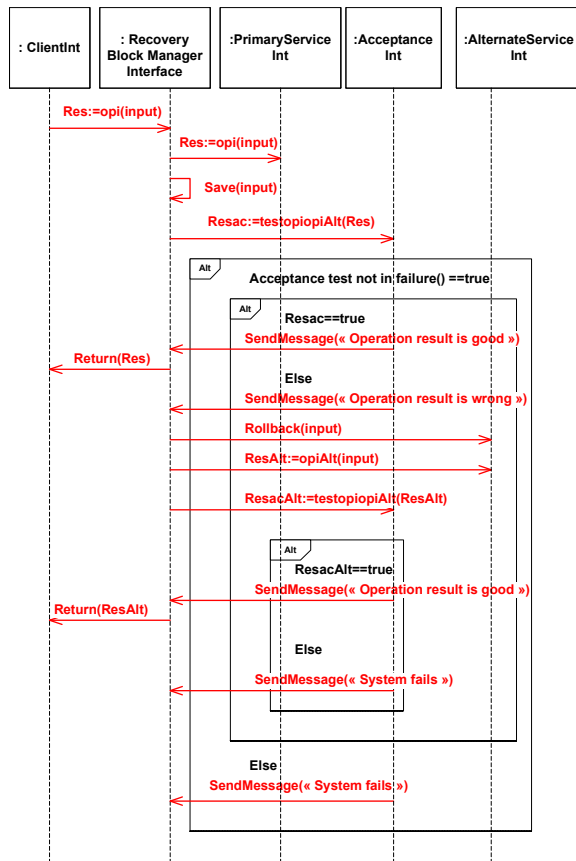 : ClientInt
: Recovery
Block Manager
Interface
:PrimaryService
Int
:Acceptance
Int
:AlternateService
Int
Res:=opi(input)
Res:=opi(input)
Save(input)
Resac:=testopiopiAlt(Res)
Alt
Acceptance test not in failure() ==true
Alt
Resac==true
SendMessage(« Operation result is good »)
Return(Res)
Else
SendMessage(« Operation result is wrong »)
Rollback(input)
ResAlt:=opiAlt(input)
ResacAlt:=testopiopiAlt(ResAlt)
Alt
ResacAlt==true
SendMessage(« Operation result is good »)
Return(ResAlt)
Else
SendMessage(« System fails »)
Else
SendMessage(« System fails »)